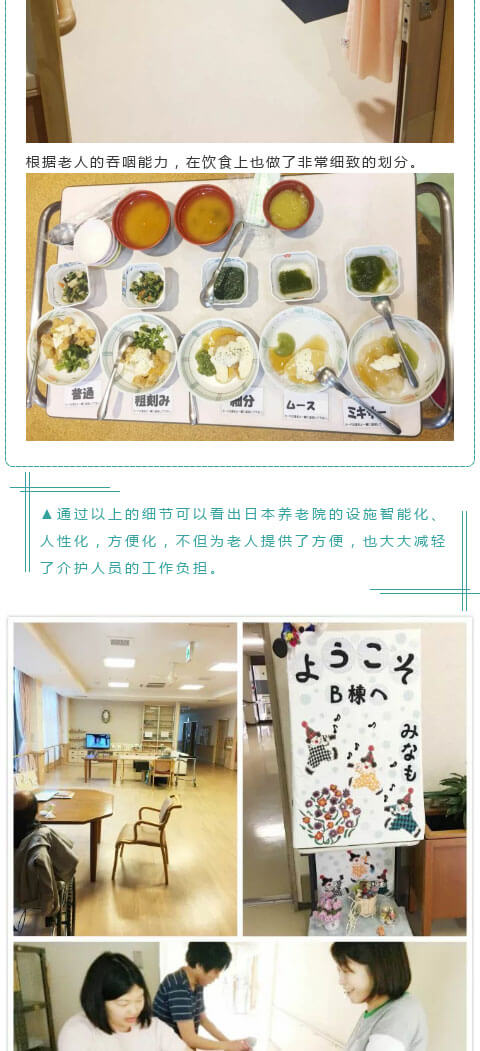 根据老人的吞咽能力，在饮食上也做了非常细致的划分。
普通
粗刻み
細分
ムース
ミキサー
▲通过以上的细节可以看出日本养老院的设施智能化、
人性化，方便化，不但为老人提供了方便，也大大减轻
了介护人员的工作负担。
ようこそ
B棟へ
みなも